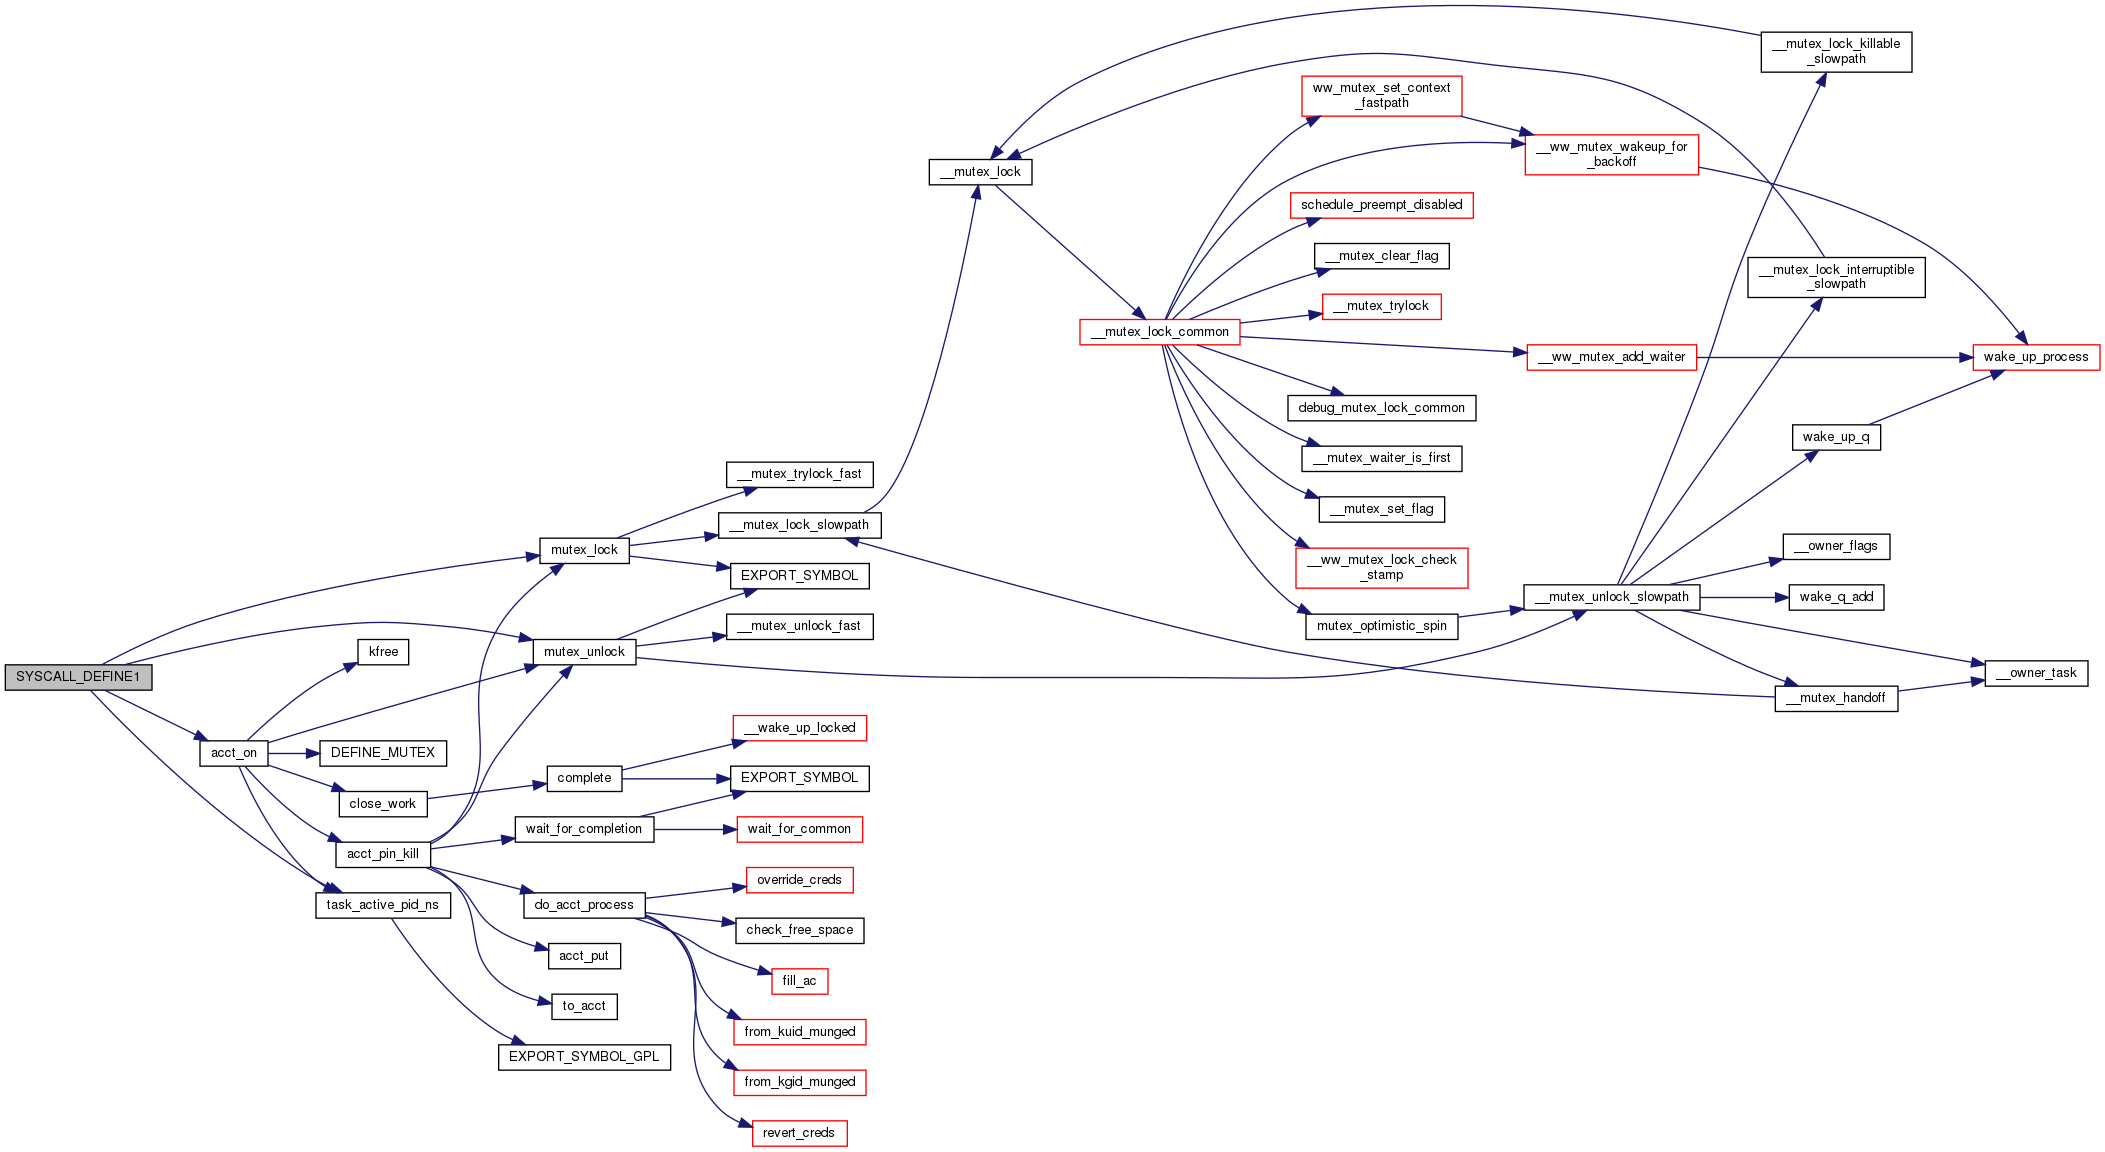 __mutex_lock_killable
_slowpath
ww_mutex_set_context
_fastpath
__ww_mutex_wakeup_for
_backoff
__mutex_lock
schedule_preempt_disabled
__mutex_clear_flag
__mutex_lock_interruptible
_slowpath
__mutex_trylock
__mutex_lock_common
__ww_mutex_add_waiter
wake_up_process
debug_mutex_lock_common
wake_up_q
__mutex_waiter_is_first
__mutex_trylock_fast
__mutex_set_flag
__mutex_lock_slowpath
mutex_lock
__owner_flags
__ww_mutex_lock_check
_stamp
EXPORT_SYMBOL
__mutex_unlock_slowpath
wake_q_add
__mutex_unlock_fast
mutex_optimistic_spin
kfree
mutex_unlock
__owner_task
SYSCALL_DEFINE1
__mutex_handoff
__wake_up_locked
acct_on
DEFINE_MUTEX
complete
EXPORT_SYMBOL
close_work
wait_for_completion
wait_for_common
acct_pin_kill
override_creds
task_active_pid_ns
do_acct_process
check_free_space
acct_put
fill_ac
to_acct
from_kuid_munged
EXPORT_SYMBOL_GPL
from_kgid_munged
revert_creds